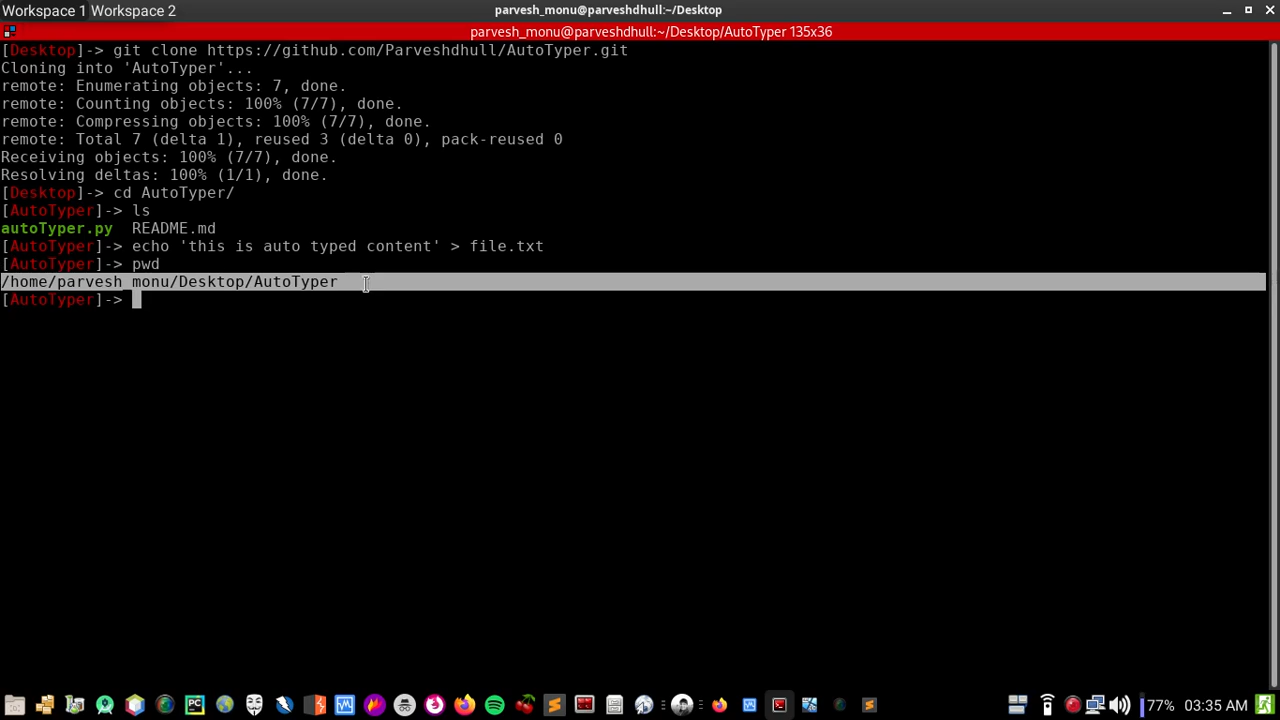 Workspace 1 Workspace 2 parvesh_monu@parveshdhull:~/Desktop
parvesh_monu@parveshdhull:~/Desktop/AutoTyper 135x36
[Desktop]-> git clone https://github.com/Parveshdhull/AutoTyper.git
Cloning into 'AutoTyper'...
remote: Enumerating objects: 7, done.
remote: Counting objects: 100% (7/7), done.
remote: Compressing objects: 100% (7/7), done.
remote: Total 7 (delta 1), reused 3 (delta 0), pack-reused 0
Receiving objects: 100% (7/7), done.
Resolving deltas: 100% (1/1), done.
[Desktop]-> cd AutoTyper/
[AutoTyper]-> ls
autoTyper.py  README.md
[AutoTyper]-> echo 'this is auto typed content' > file.txt
[AutoTyper]-> pwd
/home/parvesh_monu/Desktop/AutoTyper
[AutoTyper]->
PC 77% 03:35 AM